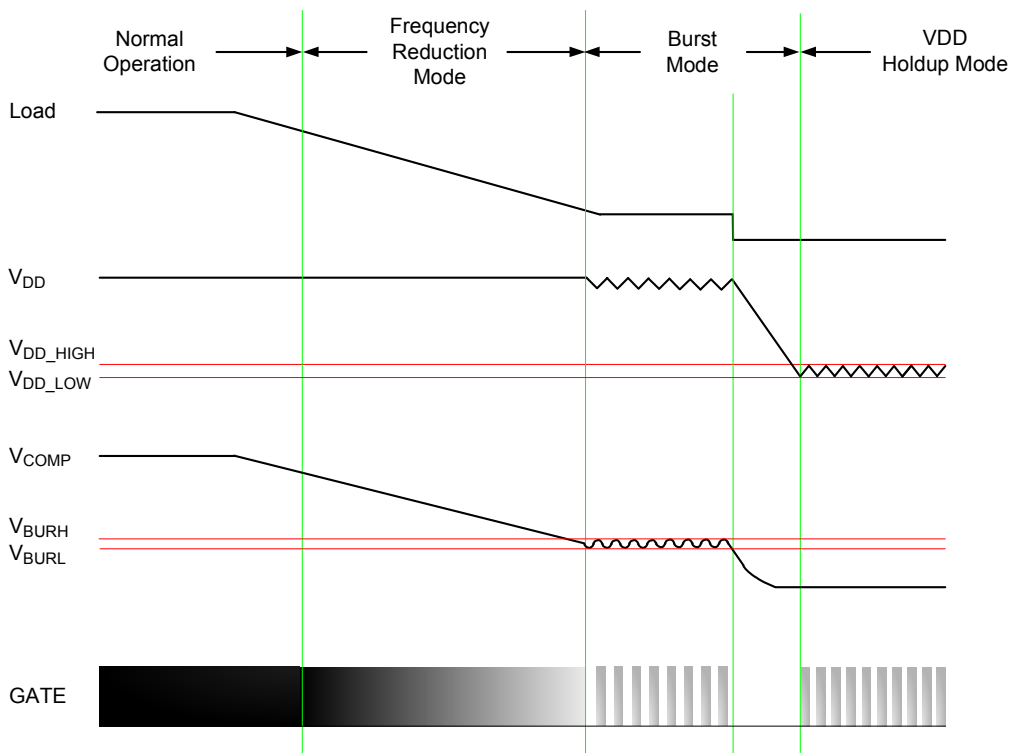 Normal
Operation
Frequency
Reduction
Mode
Burst
Mode
VDD
Holdup Mode
Load
VDD
VDD_HIGH
VDD_LOW
VCOMP
VBURH
VBURL
GATE